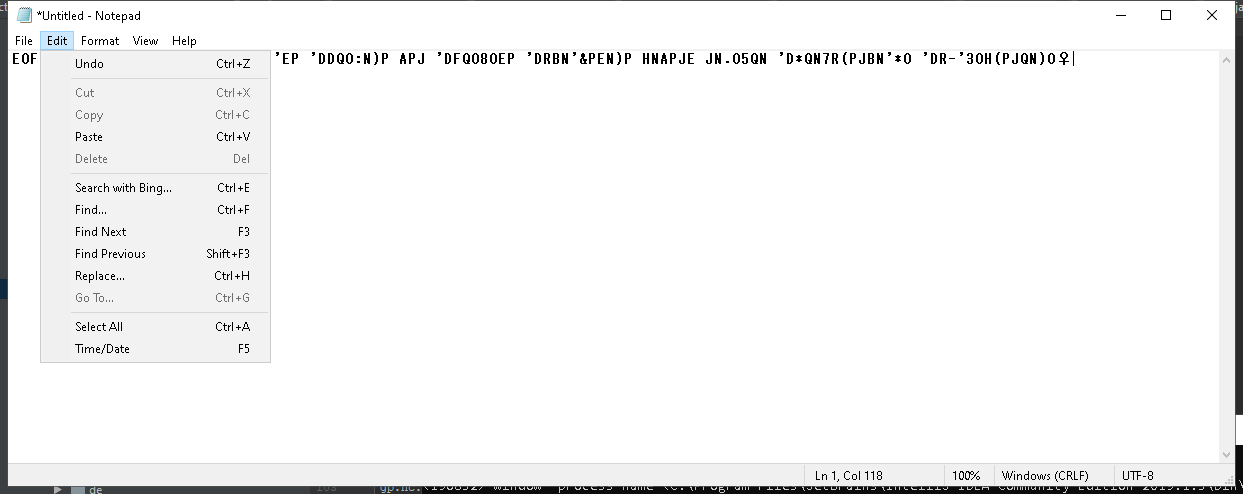 *Untitled - Notepad
File Edit Format View Help
EOF 'EP 'DDQO:N)P APJ 'DFQO8OEP 'DRBN'&PEN)P HNAPJE JN.O5QN 'D*QN7R(PJBN'*O 'DR-'3OH(PJQN)O♀
Undo Ctrl+Z
Cut Ctrl+X
Copy Ctrl+C
Paste Ctrl+V
Delete Del
Search with Bing... Ctrl+E
Find... Ctrl+F
Find Next F3
Find Previous Shift+F3
Replace... Ctrl+H
Go To... Ctrl+G
Select All Ctrl+A
Time/Date F5
Ln 1, Col 118 100% Windows (CRLF) UTF-8
de